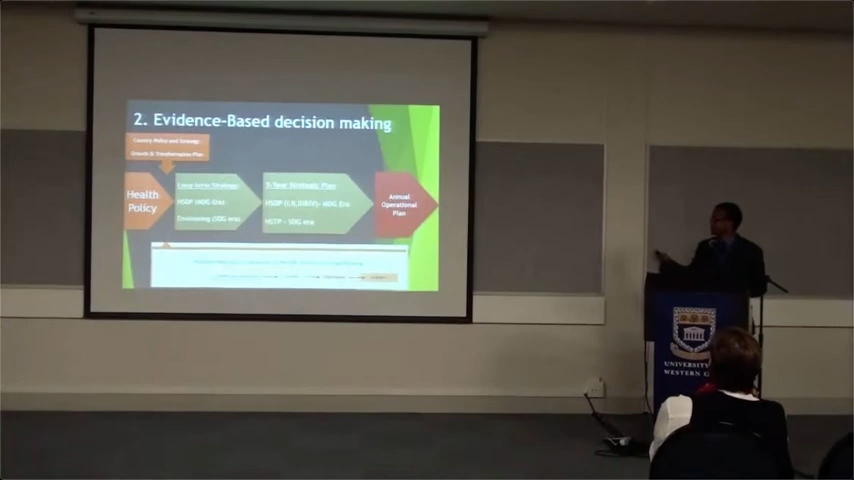 2. Evidence-Based decision making
Country Policy and Strategy
Growth & Transformation Plan
Health
Policy
Long-term Strategy
HSDP (MDG Era)
Envisioning (SDG era)
5-Year Strategic Plan
HSDP (I,II,III&IV)- MDG Era
HSTP - SDG era
Annual
Operational
Plan
UNIVERSITY
WESTERN